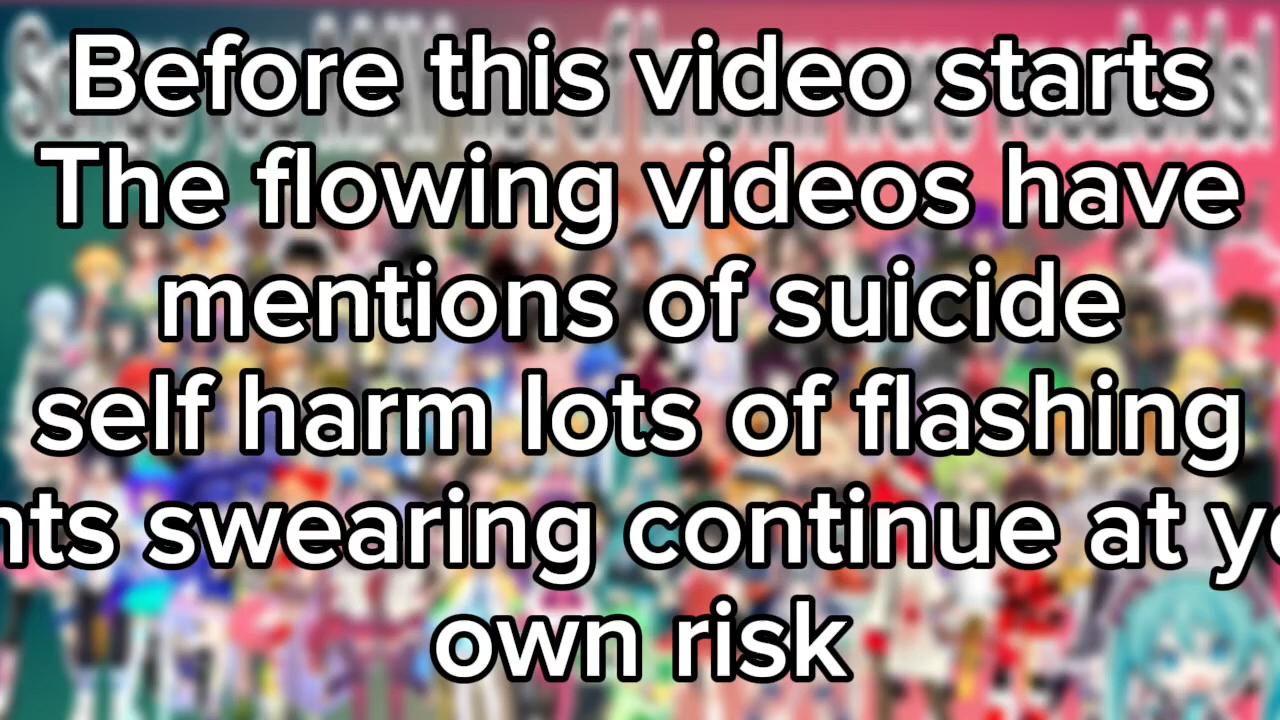 Before this video starts
The flowing videos have
mentions of suicide
self harm lots of flashing
swearing continue at
own risk